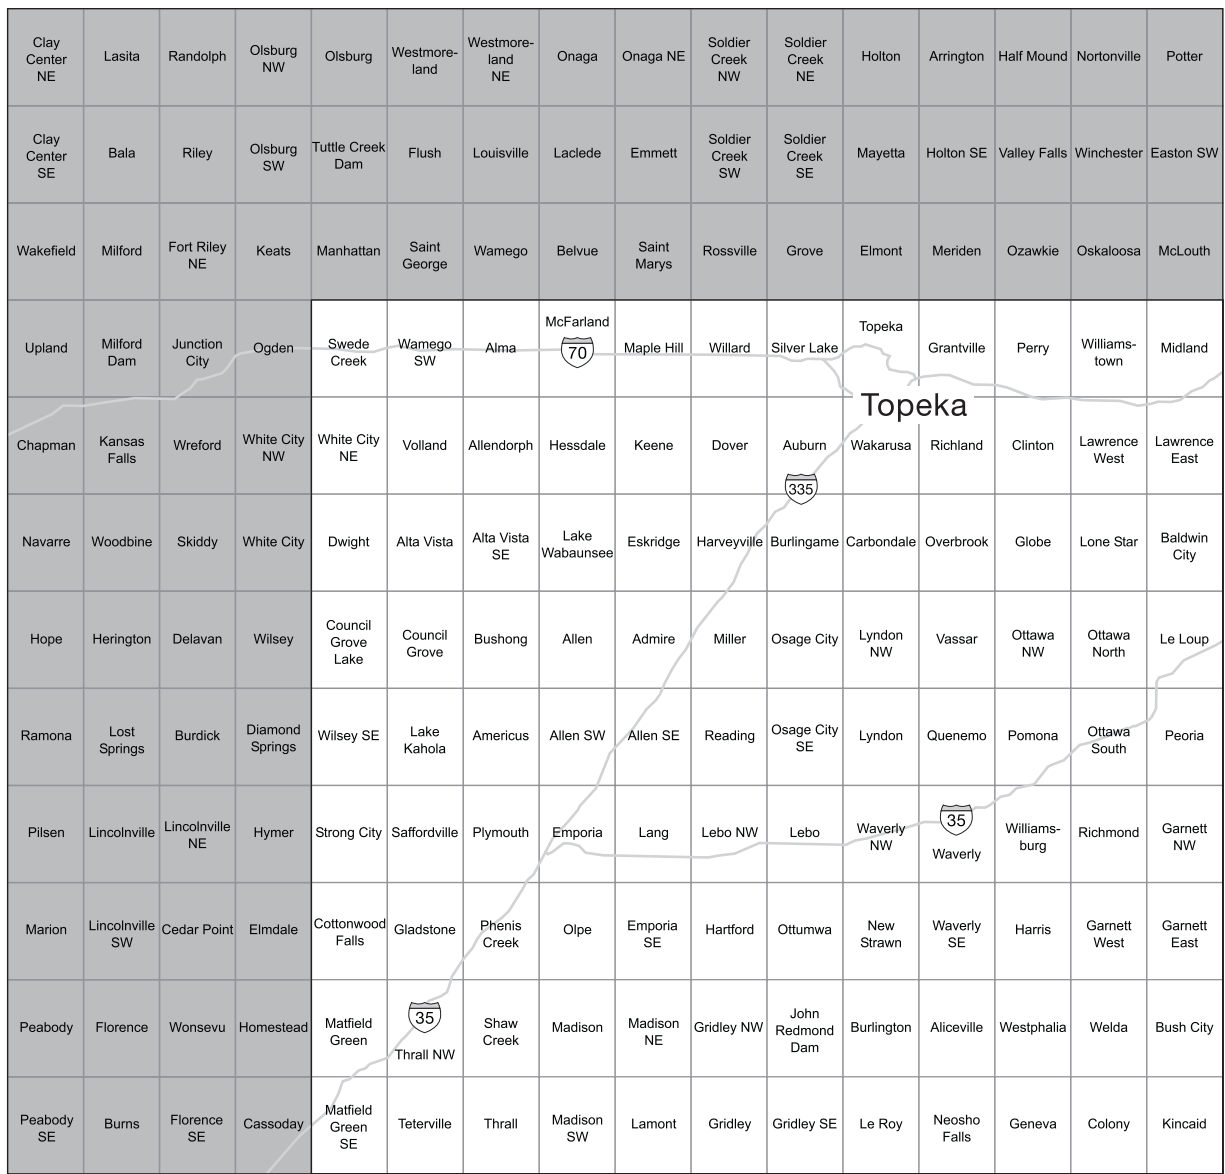 Clay
Center
NE
Lasita
Randolph
Olsburg
NW
Olsburg
Westmore-
land
Westmore-
land
NE
Onaga
Onaga NE
Soldier
Creek
NW
Soldier
Creek
NE
Holton
Arrington
Half Mound
Nortonville
Potter
Clay
Center
SE
Bala
Riley
Olsburg
SW
Tuttle Creek
Dam
Flush
Louisville
Laclede
Emmett
Soldier
Creek
SW
Soldier
Creek
SE
Mayetta
Holton SE
Valley Falls
Winchester
Easton SW
Wakefield
Milford
Fort Riley
NE
Keats
Manhattan
Saint
George
Wamego
Belvue
Saint
Marys
Rossville
Grove
Elmont
Meriden
Ozawkie
Oskaloosa
McLouth
Upland
Milford
Dam
Junction
City
Ogden
Swede
Creek
Wamego
SW
Alma
McFarland
70
Maple Hill
Willard
Silver Lake
Topeka
Grantville
Perry
Williams-
town
Midland
Topeka
Chapman
Kansas
Falls
Wreford
White City
NW
White City
NE
Volland
Allendorph
Hessdale
Keene
Dover
Auburn
335
Wakarusa
Richland
Clinton
Lawrence
West
Lawrence
East
Navarre
Woodbine
Skiddy
White City
Dwight
Alta Vista
Alta Vista
SE
Lake
Wabaunsee
Eskridge
Harveyville
Burlingame
Carbondale
Overbrook
Globe
Lone Star
Baldwin
City
Hope
Herington
Delavan
Wilsey
Council
Grove
Lake
Council
Grove
Bushong
Allen
Admire
Miller
Osage City
Lyndon
NW
Vassar
Ottawa
NW
Ottawa
North
Le Loup
Ramona
Lost
Springs
Burdick
Diamond
Springs
Wilsey SE
Lake
Kahola
Americus
Allen SW
Allen SE
Reading
Osage City
SE
Lyndon
Quenemo
Pomona
Ottawa
South
Peoria
Pilsen
Lincolnville
Lincolnville
NE
Hymer
Strong City
Saffordville
Plymouth
Emporia
Lang
Lebo NW
Lebo
Waverly
NW
35
Waverly
Williams-
burg
Richmond
Garnett
NW
Marion
Lincolnville
SW
Cedar Point
Elmdale
Cottonwood
Falls
Gladstone
Phenis
Creek
Olpe
Emporia
SE
Hartford
Ottumwa
New
Strawn
Waverly
SE
Harris
Garnett
West
Garnett
East
Peabody
Florence
Wonsevu
Homestead
Matfield
Green
35
Thrall NW
Shaw
Creek
Madison
Madison
NE
Gridley NW
John
Redmond
Dam
Burlington
Aliceville
Westphalia
Welda
Bush City
Peabody
SE
Burns
Florence
SE
Cassoday
Matfield
Green
SE
Teterville
Thrall
Madison
SW
Lamont
Gridley
Gridley SE
Le Roy
Neosho
Falls
Geneva
Colony
Kincaid